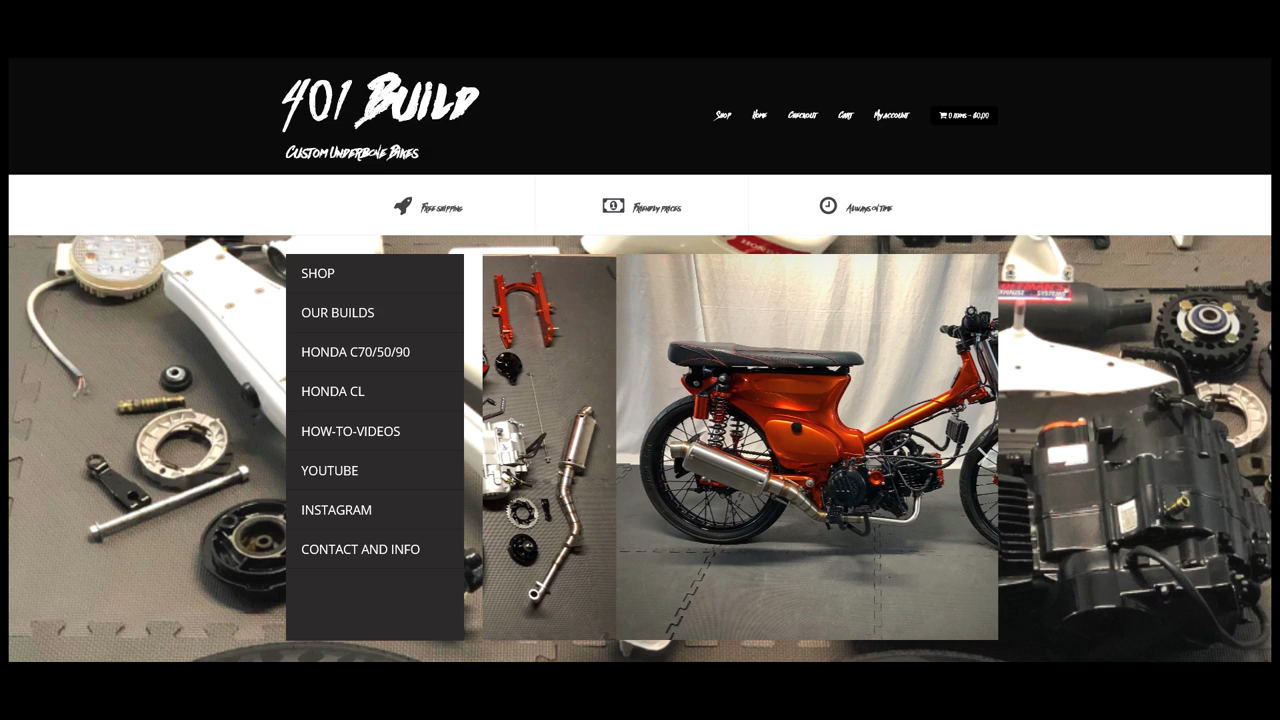 401 Build
Custom Underbone Bikes
Shop Home Checkout Cart My account 0 items - $0.00
Free shipping
Friendly prices
Always on time
SHOP
OUR BUILDS
HONDA C70/50/90
HONDA CL
HOW-TO-VIDEOS
YOUTUBE
INSTAGRAM
CONTACT AND INFO
HONDA
SYSTEMS